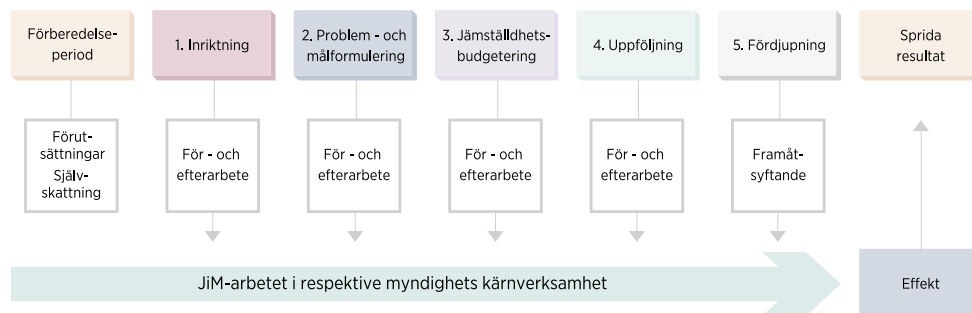 Förberedelse-
period
1. Inriktning
2. Problem - och
målformulering
3. Jämställdhets-
budgetering
4. Uppföljning
5. Fördjupning
Sprida
resultat
Förut-
sättningar
Själv-
skattning
För - och
efterarbete
För - och
efterarbete
För - och
efterarbete
För - och
efterarbete
Framåt-
syftande
JiM-arbetet i respektive myndighets kärnverksamhet
Effekt